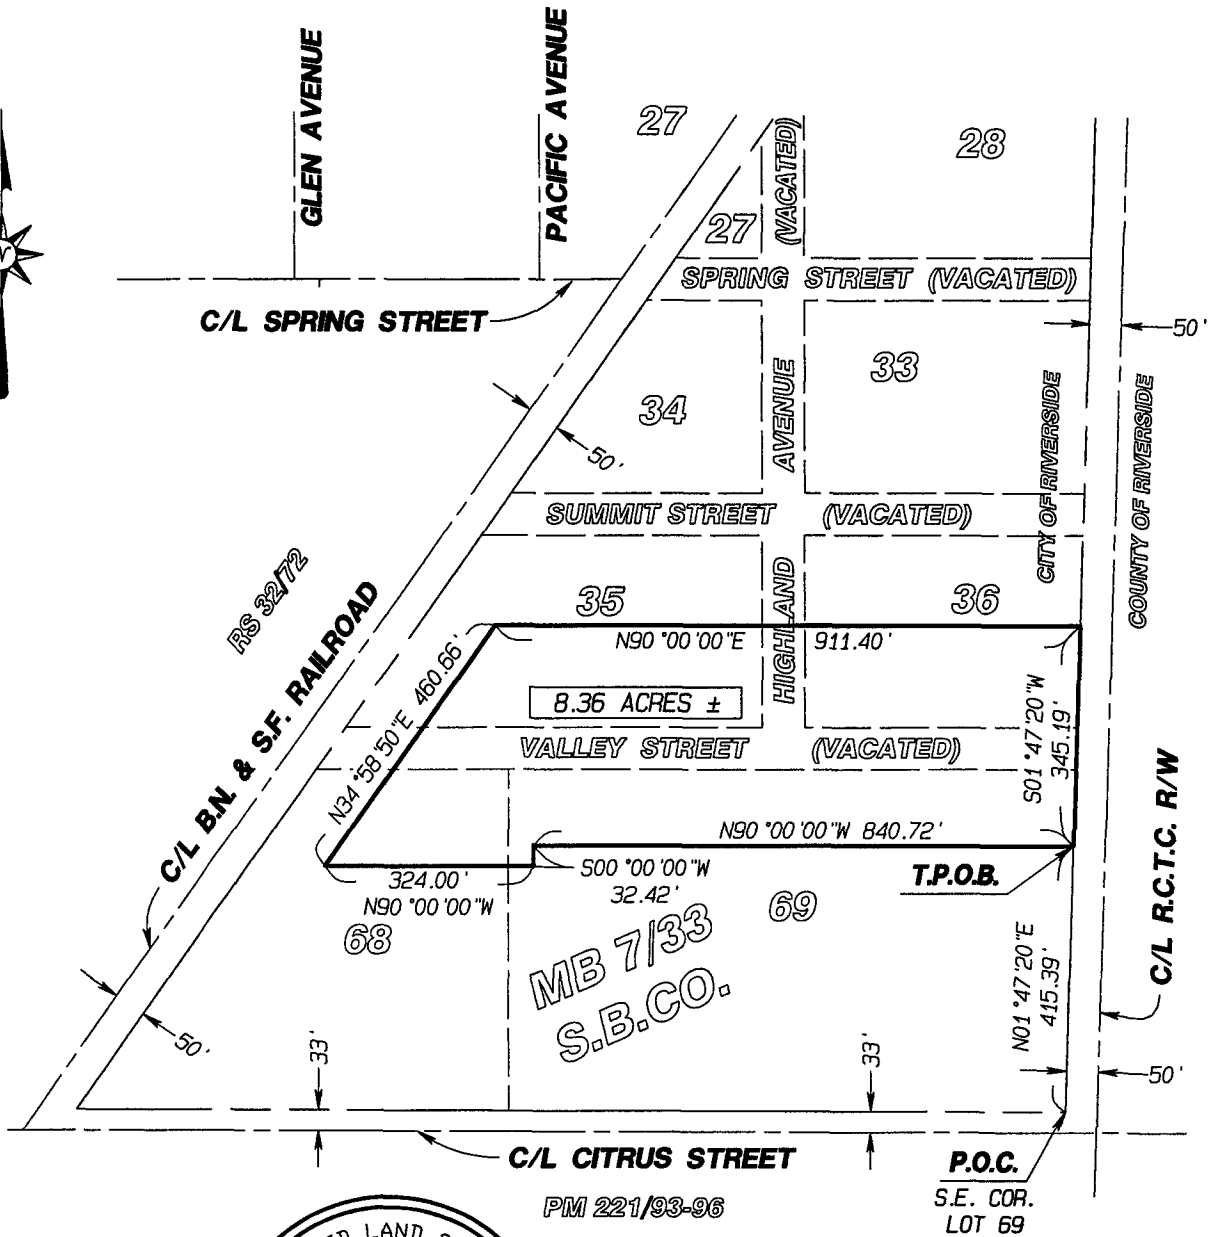 GLEN AVENUE
PACIFIC AVENUE
27
(VACATED)
28
N
27
SPRING STREET (VACATED)
C/L SPRING STREET
50'
33
34
AVENUE
CITY OF RIVERSIDE
COUNTY OF RIVERSIDE
50'
SUMMIT STREET (VACATED)
RS 32/72
35
HIGHLAND
36
N90°00'00"E 911.40'
C/L B.N. & S.F. RAILROAD
N34°58'50"E 460.66'
8.36 ACRES ±
S01°47'20"W
345.19'
VALLEY STREET (VACATED)
C/L R.C.T.C. R/W
N90°00'00"W 840.72'
324.00'
N90°00'00"W
S00°00'00"W
32.42'
T.P.O.B.
68
69
MB 7/33
S.B.CO.
N01°47'20"E
415.39'
50'
33'
33'
50'
C/L CITRUS STREET
P.O.C.
S.E. COR.
LOT 69
PM 221/93-96
LAND